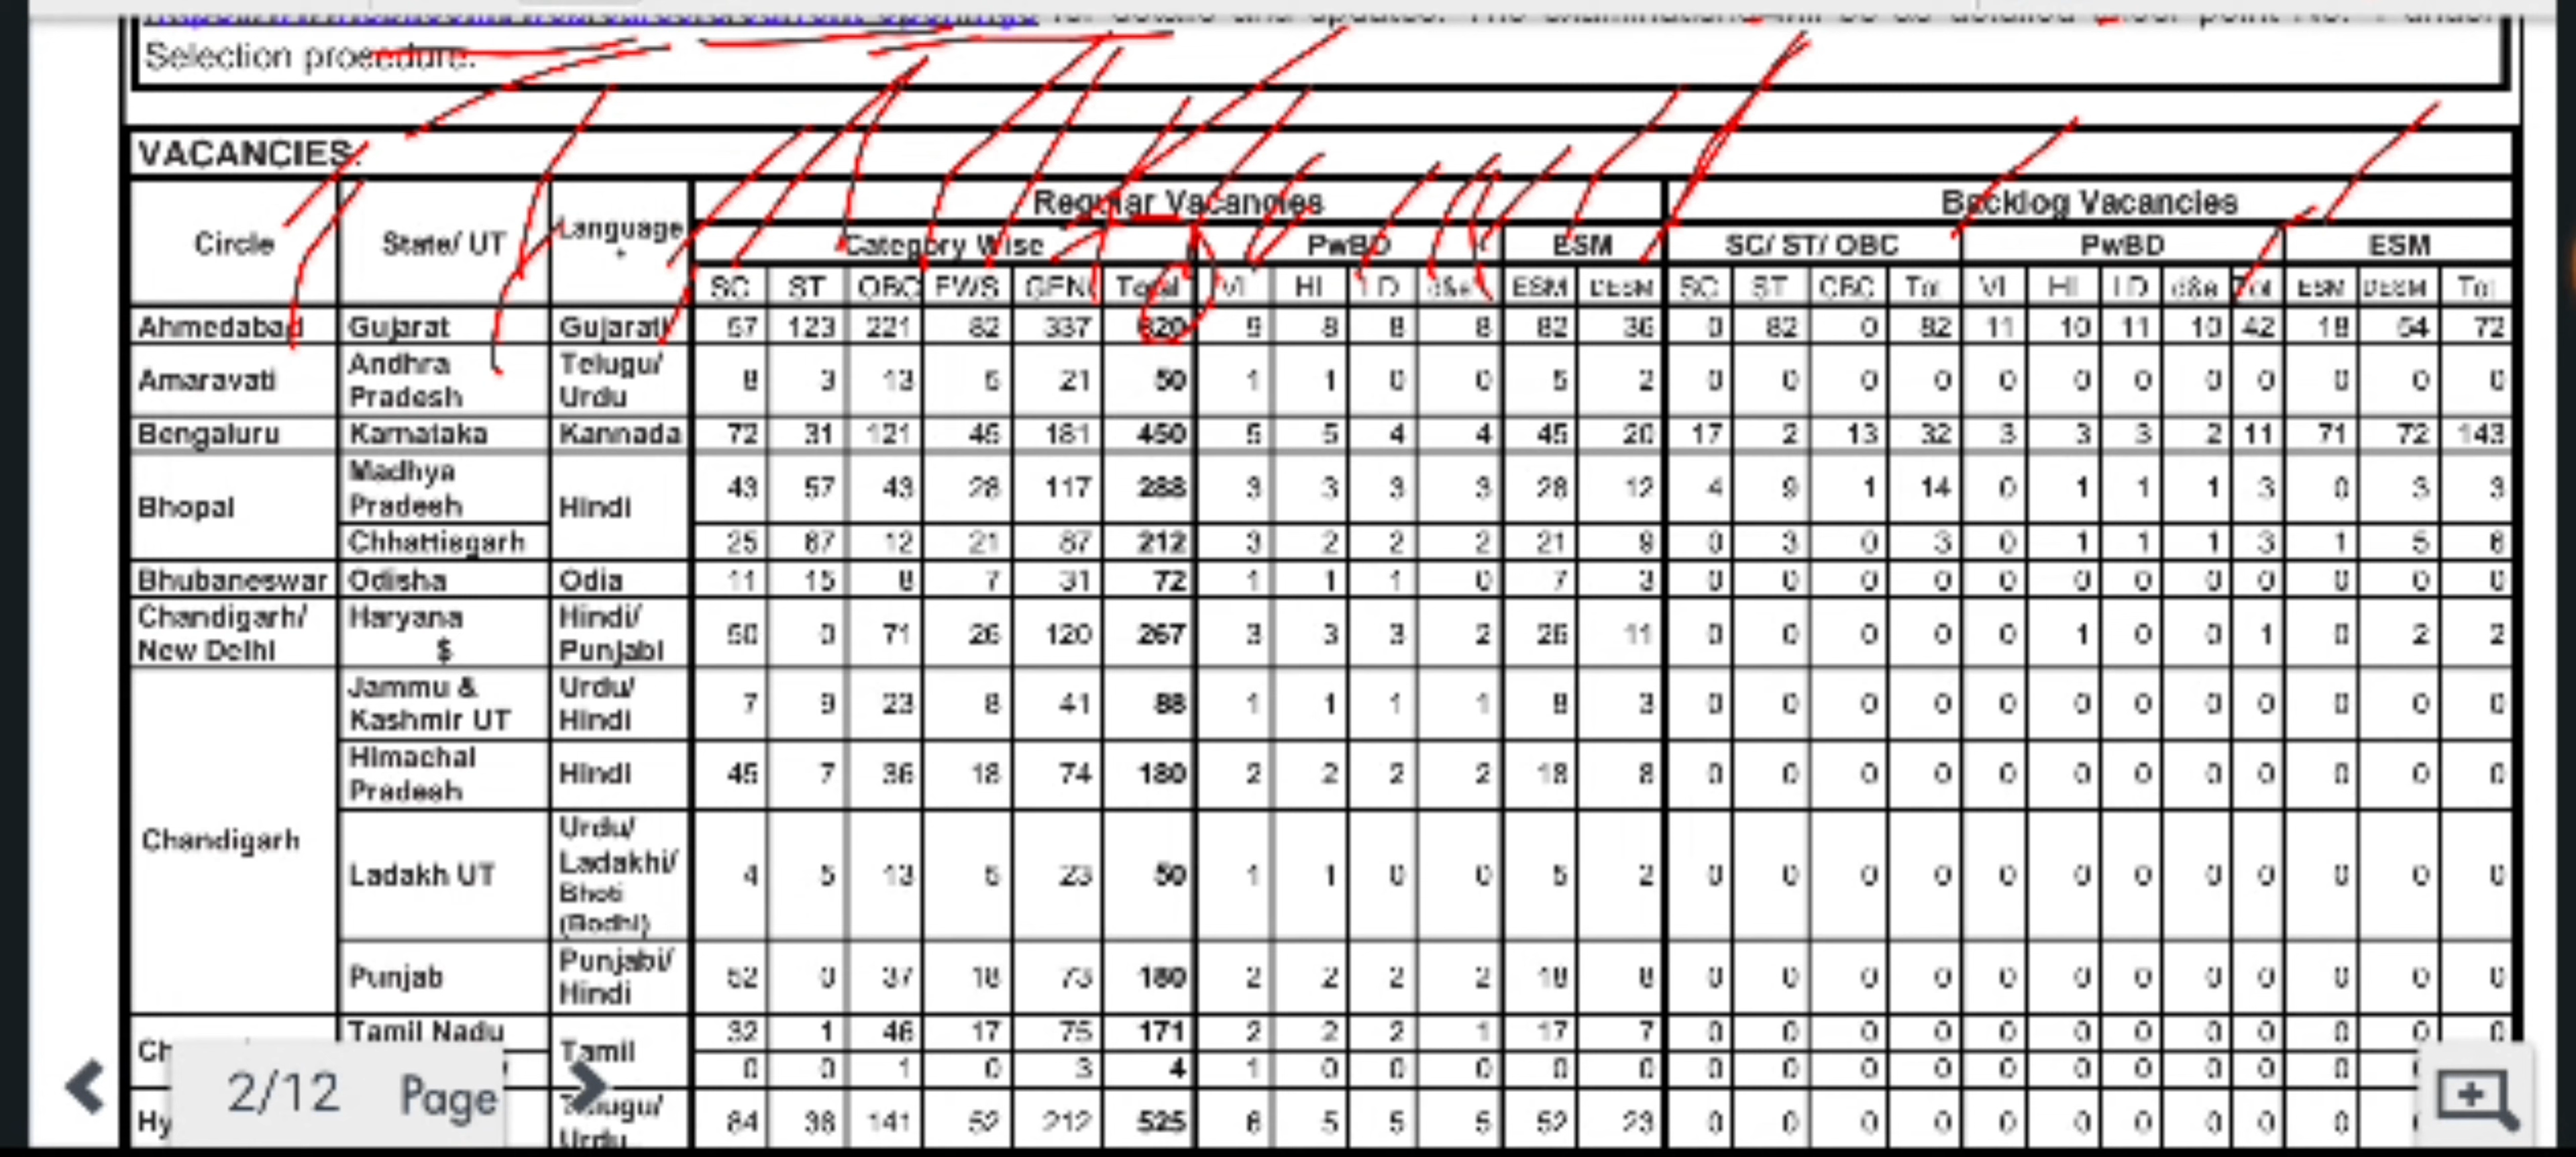 Selection procedure.
VACANCIES:
Circle State/ UT Language * Regular Vacancies Backlog Vacancies
Category Wise PwBD ESM SC/ ST/ OBC PwBD ESM
SC ST OBC EWS GEN Total VI HI LD d&e ESM DESM SC ST OBC Tot VI HI LD d&e Tot ESM DESM Tot
Ahmedabad Gujarat Gujarati 57 123 221 82 337 820 9 8 8 8 82 36 0 82 0 82 11 10 11 10 42 18 54 72
Amaravati Andhra Pradesh Telugu/ Urdu 8 3 13 5 21 50 1 1 0 0 5 2 0 0 0 0 0 0 0 0 0 0 0 0
Bengaluru Karnataka Kannada 72 31 121 45 181 450 5 5 4 4 45 20 17 2 13 32 3 3 3 2 11 71 72 143
Bhopal Madhya Pradesh Hindi 43 57 43 28 117 288 3 3 3 3 28 12 4 9 1 14 0 1 1 1 3 0 3 3
Chhattisgarh 25 67 12 21 87 212 3 2 2 2 21 9 0 3 0 3 0 1 1 1 3 1 5 6
Bhubaneswar Odisha Odia 11 15 8 7 31 72 1 1 1 0 7 3 0 0 0 0 0 0 0 0 0 0 0 0
Chandigarh/ New Delhi Haryana $ Hindi/ Punjabi 50 0 71 26 120 267 3 3 3 2 26 11 0 0 0 0 0 1 0 0 1 0 2 2
Chandigarh Jammu & Kashmir UT Urdu/ Hindi 7 9 23 8 41 88 1 1 1 1 8 3 0 0 0 0 0 0 0 0 0 0 0 0
Himachal Pradesh Hindi 45 7 36 18 74 180 2 2 2 2 18 8 0 0 0 0 0 0 0 0 0 0 0 0
Ladakh UT Urdu/ Ladakhi/ Bhoti (Bodhi) 4 5 13 5 23 50 1 1 0 0 5 2 0 0 0 0 0 0 0 0 0 0 0 0
Punjab Punjabi/ Hindi 52 0 37 18 73 180 2 2 2 2 18 8 0 0 0 0 0 0 0 0 0 0 0 0
Tamil Nadu Tamil 32 1 46 17 75 171 2 2 2 1 17 7 0 0 0 0 0 0 0 0 0 0 0 0
0 0 1 0 3 4 1 0 0 0 0 0 0 0 0 0 0 0 0 0 0 0 0 0
84 36 141 52 212 525 6 5 5 5 52 23 0 0 0 0 0 0 0 0 0 0
2/12 Page